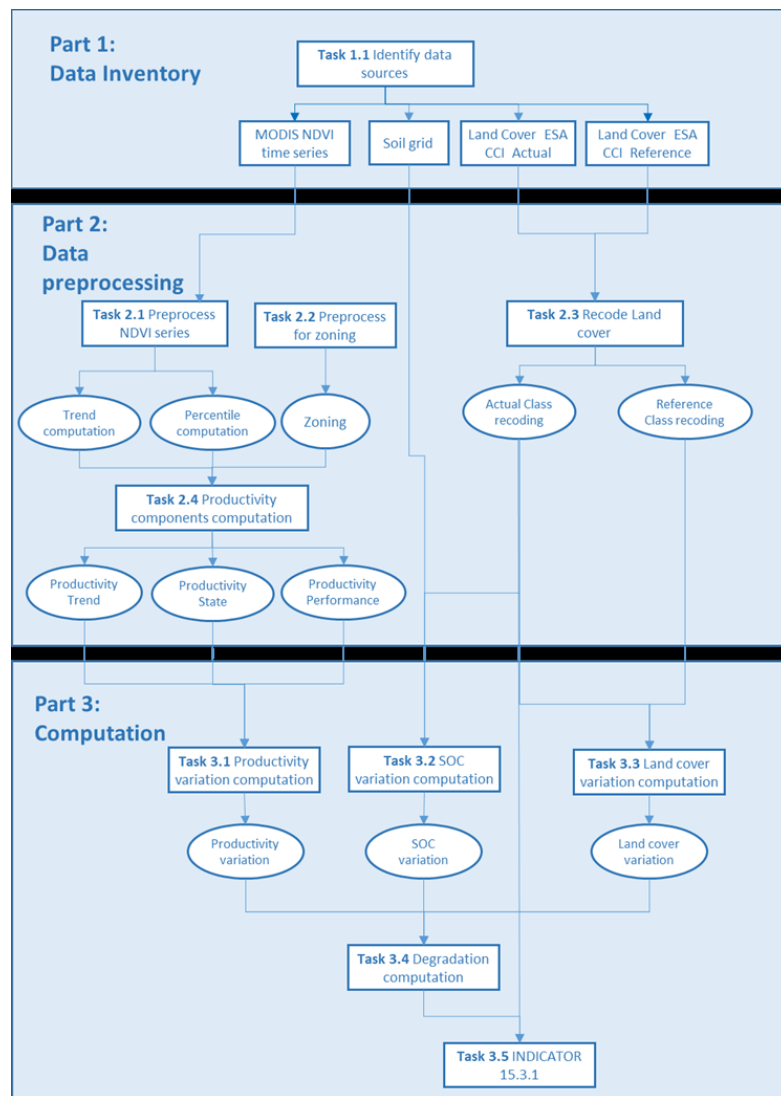 Part 1:
Data Inventory
Task 1.1 Identify data
sources
MODIS NDVI
time series
Soil grid
Land Cover ESA
CCI Actual
Land Cover ESA
CCI Reference
Part 2:
Data
preprocessing
Task 2.1 Preprocess
NDVI series
Task 2.2 Preprocess
for zoning
Task 2.3 Recode Land
cover
Trend
computation
Percentile
computation
Zoning
Actual Class
recoding
Reference
Class recoding
Task 2.4 Productivity
components computation
Productivity
Trend
Productivity
State
Productivity
Performance
Part 3:
Computation
Task 3.1 Productivity
variation computation
Task 3.2 SOC
variation computation
Task 3.3 Land cover
variation computation
Productivity
variation
SOC
variation
Land cover
variation
Task 3.4 Degradation
computation
Task 3.5 INDICATOR
15.3.1